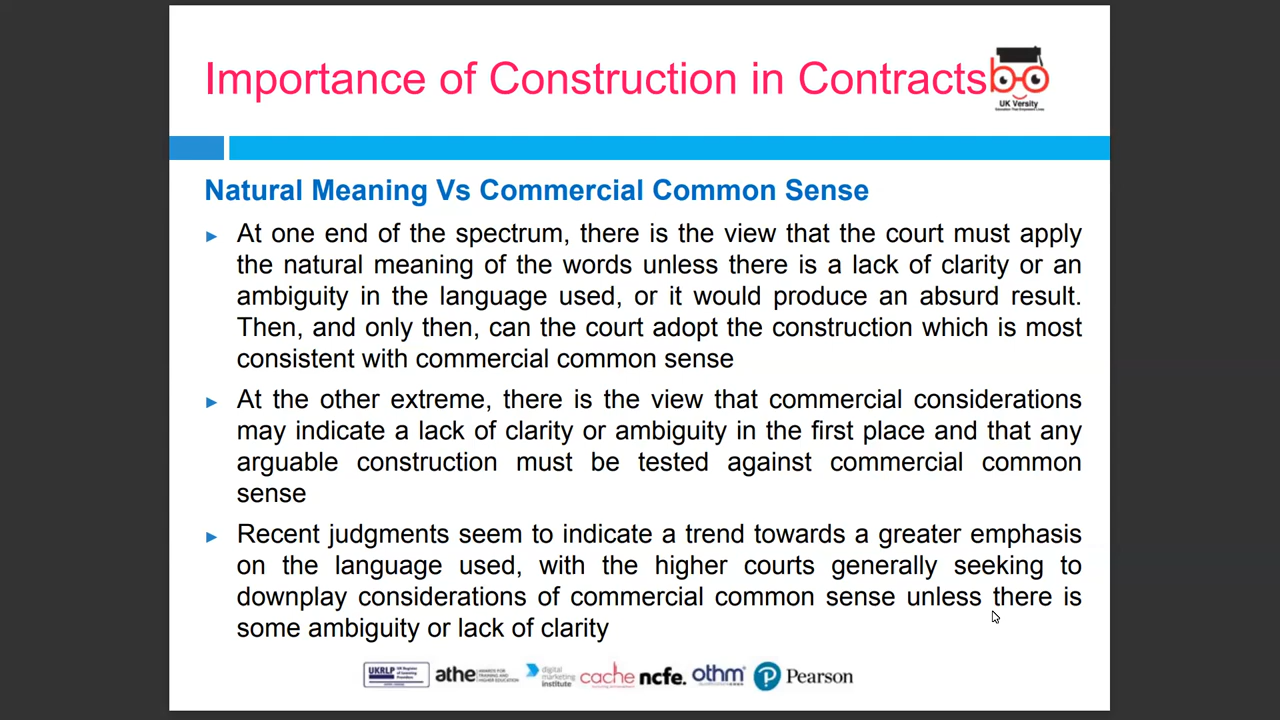 Importance of Construction in Contracts
UK Versity
Natural Meaning Vs Commercial Common Sense
At one end of the spectrum, there is the view that the court must apply
the natural meaning of the words unless there is a lack of clarity or an
ambiguity in the language used, or it would produce an absurd result.
Then, and only then, can the court adopt the construction which is most
consistent with commercial common sense
At the other extreme, there is the view that commercial considerations
may indicate a lack of clarity or ambiguity in the first place and that any
arguable construction must be tested against commercial common
sense
Recent judgments seem to indicate a trend towards a greater emphasis
on the language used, with the higher courts generally seeking to
downplay considerations of commercial common sense unless there is
some ambiguity or lack of clarity
UKRLP
athe
digital
marketing
institute
cache
ncfe.
othm
Pearson